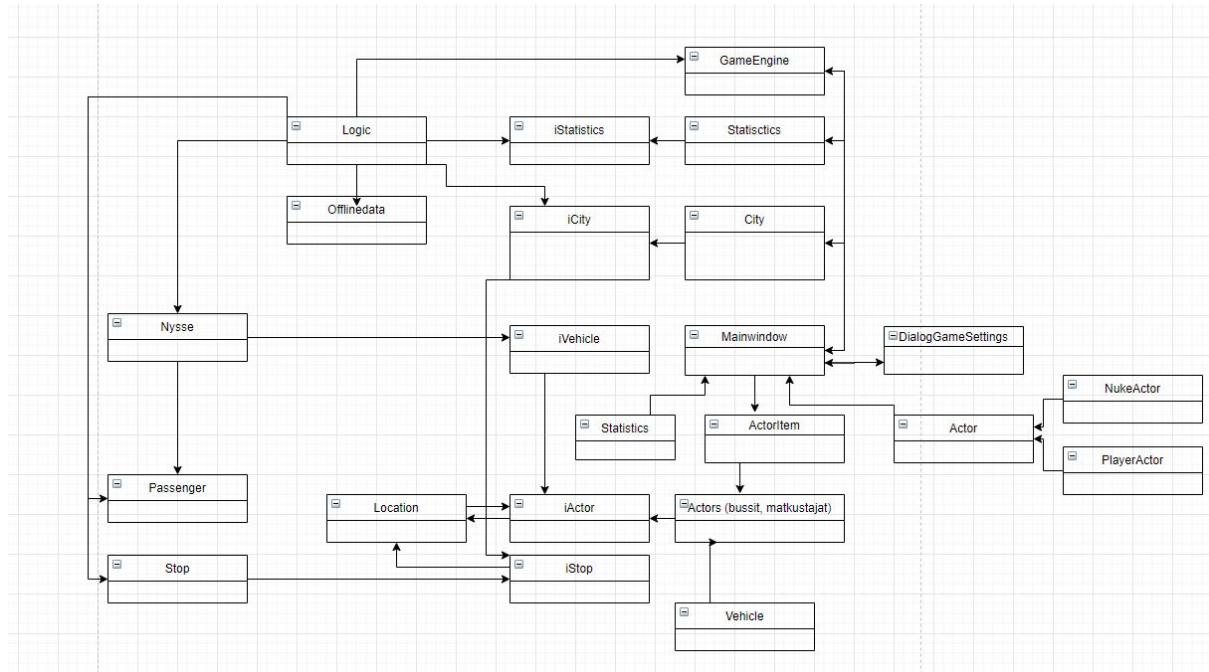 GameEngine
Logic
iStatistics
Statisctics
Offlinedata
iCity
City
Nysse
iVehicle
Mainwindow
DialogGameSettings
NukeActor
Statistics
ActorItem
Actor
PlayerActor
Passenger
Location
iActor
Actors (bussit, matkustajat)
Stop
iStop
Vehicle